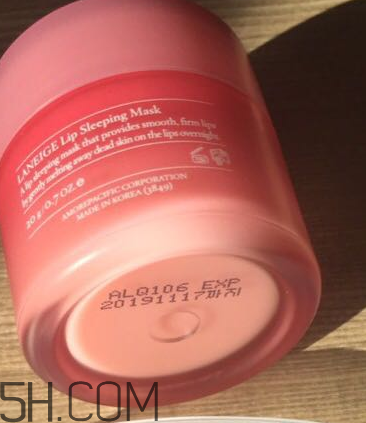 LANEIGE Lip Sleeping Mask
A lip sleeping mask that provides smooth, firm lips
by gently melting away dead skin on the lips overnight.
20 g · 0.7 OZ. ℮
AMOREPACIFIC CORPORATION
MADE IN KOREA (3849)
ALQ106 EXP
20191117까지
5H.COM